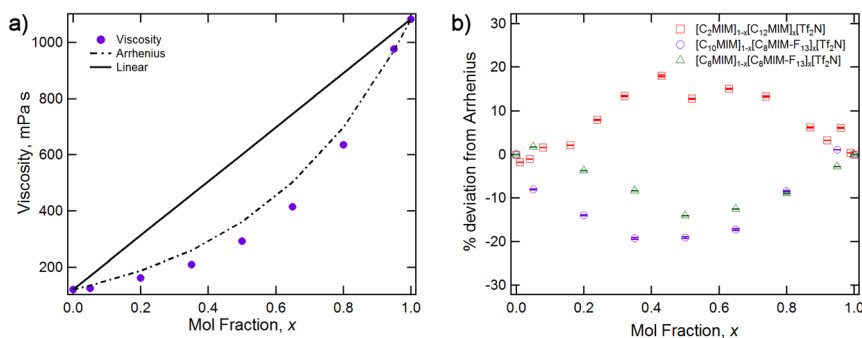 a)
Viscosity
Arrhenius
Linear
Viscosity, mPa s
1000
800
600
400
200
0.0 0.2 0.4 0.6 0.8 1.0
Mol Fraction, x
b)
[C2MIM]1-x[C12MIM]x[Tf2N]
[C10MIM]1-x[C8MIM-F13]x[Tf2N]
[C8MIM]1-x[C8MIM-F13]x[Tf2N]
% deviation from Arrhenius
30
20
10
0
-10
-20
-30
0.0 0.2 0.4 0.6 0.8 1.0
Mol Fraction, x